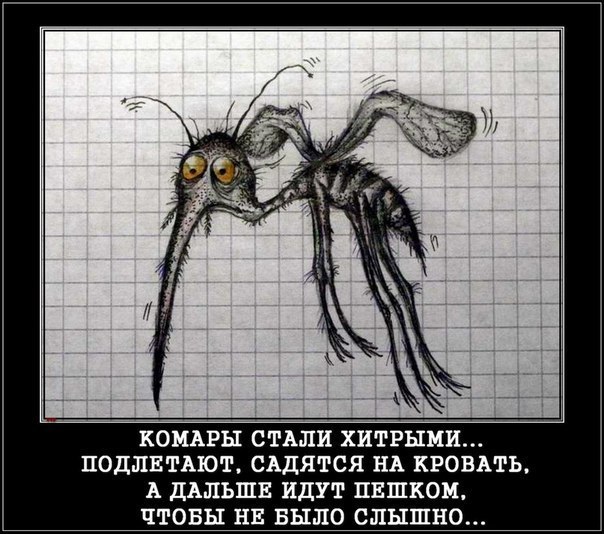 КОМАРЫ СТАЛИ ХИТРЫМИ...
ПОДЛЕТАЮТ, САДЯТСЯ НА КРОВАТЬ,
А ДАЛЬШЕ ИДУТ ПЕШКОМ,
ЧТОБЫ НЕ БЫЛО СЛЫШНО...